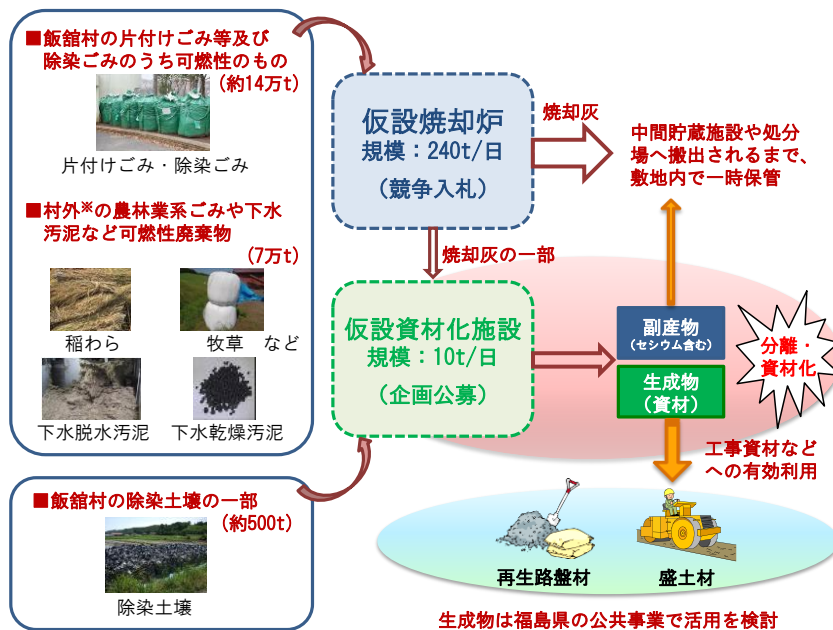 ■飯舘村の片付けごみ等及び
除染ごみのうち可燃性のもの
(約14万t)
片付けごみ・除染ごみ
■村外※の農林業系ごみや下水
汚泥など可燃性廃棄物
(7万t)
稲わら
牧草 など
下水脱水汚泥
下水乾燥汚泥
■飯舘村の除染土壌の一部
(約500t)
除染土壌
仮設焼却炉
規模：240t/日
(競争入札)
焼却灰
中間貯蔵施設や処分
場へ搬出されるまで、
敷地内で一時保管
焼却灰の一部
仮設資材化施設
規模：10t/日
(企画公募)
副産物
(セシウム含む)
生成物
(資材)
分離・
資材化
工事資材など
への有効利用
再生路盤材
盛土材
生成物は福島県の公共事業で活用を検討